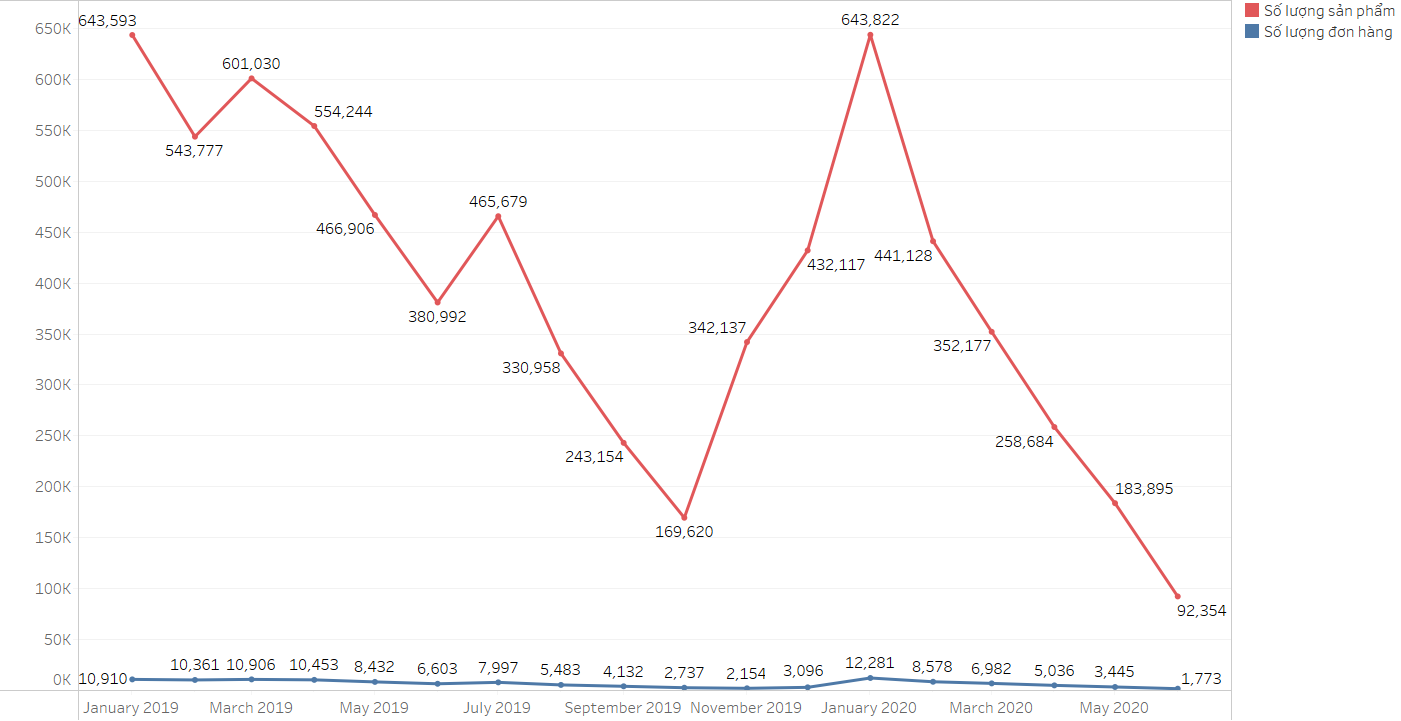 643,593
643,822
Số lượng sản phẩm
Số lượng đơn hàng
650K
601,030
600K
554,244
550K
543,777
500K
465,679
466,906
450K
432,117
441,128
400K
380,992
350K
342,137
352,177
330,958
300K
258,684
250K
243,154
200K
183,895
169,620
150K
100K
92,354
50K
0K
10,910
10,361
10,906
10,453
8,432
6,603
7,997
5,483
4,132
2,737
2,154
3,096
12,281
8,578
6,982
5,036
3,445
1,773
January 2019
March 2019
May 2019
July 2019
September 2019
November 2019
January 2020
March 2020
May 2020